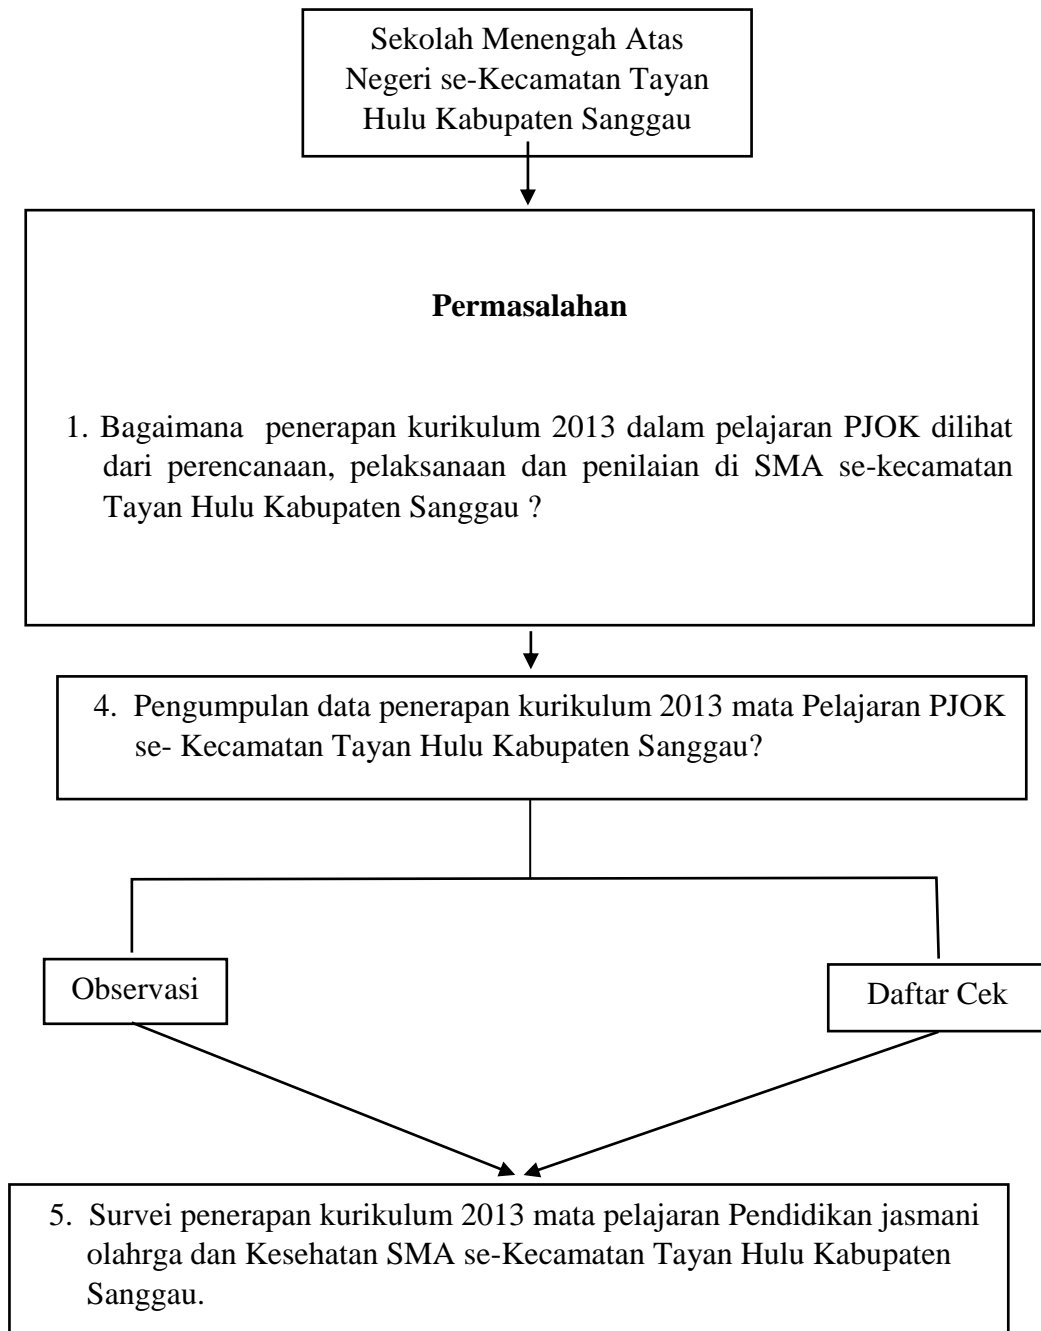 Sekolah Menengah Atas
Negeri se-Kecamatan Tayan
Hulu Kabupaten Sanggau
Permasalahan
1. Bagaimana penerapan kurikulum 2013 dalam pelajaran PJOK dilihat
dari perencanaan, pelaksanaan dan penilaian di SMA se-kecamatan
Tayan Hulu Kabupaten Sanggau ?
4. Pengumpulan data penerapan kurikulum 2013 mata Pelajaran PJOK
se- Kecamatan Tayan Hulu Kabupaten Sanggau?
Observasi
Daftar Cek
5. Survei penerapan kurikulum 2013 mata pelajaran Pendidikan jasmani
olahrga dan Kesehatan SMA se-Kecamatan Tayan Hulu Kabupaten
Sanggau.